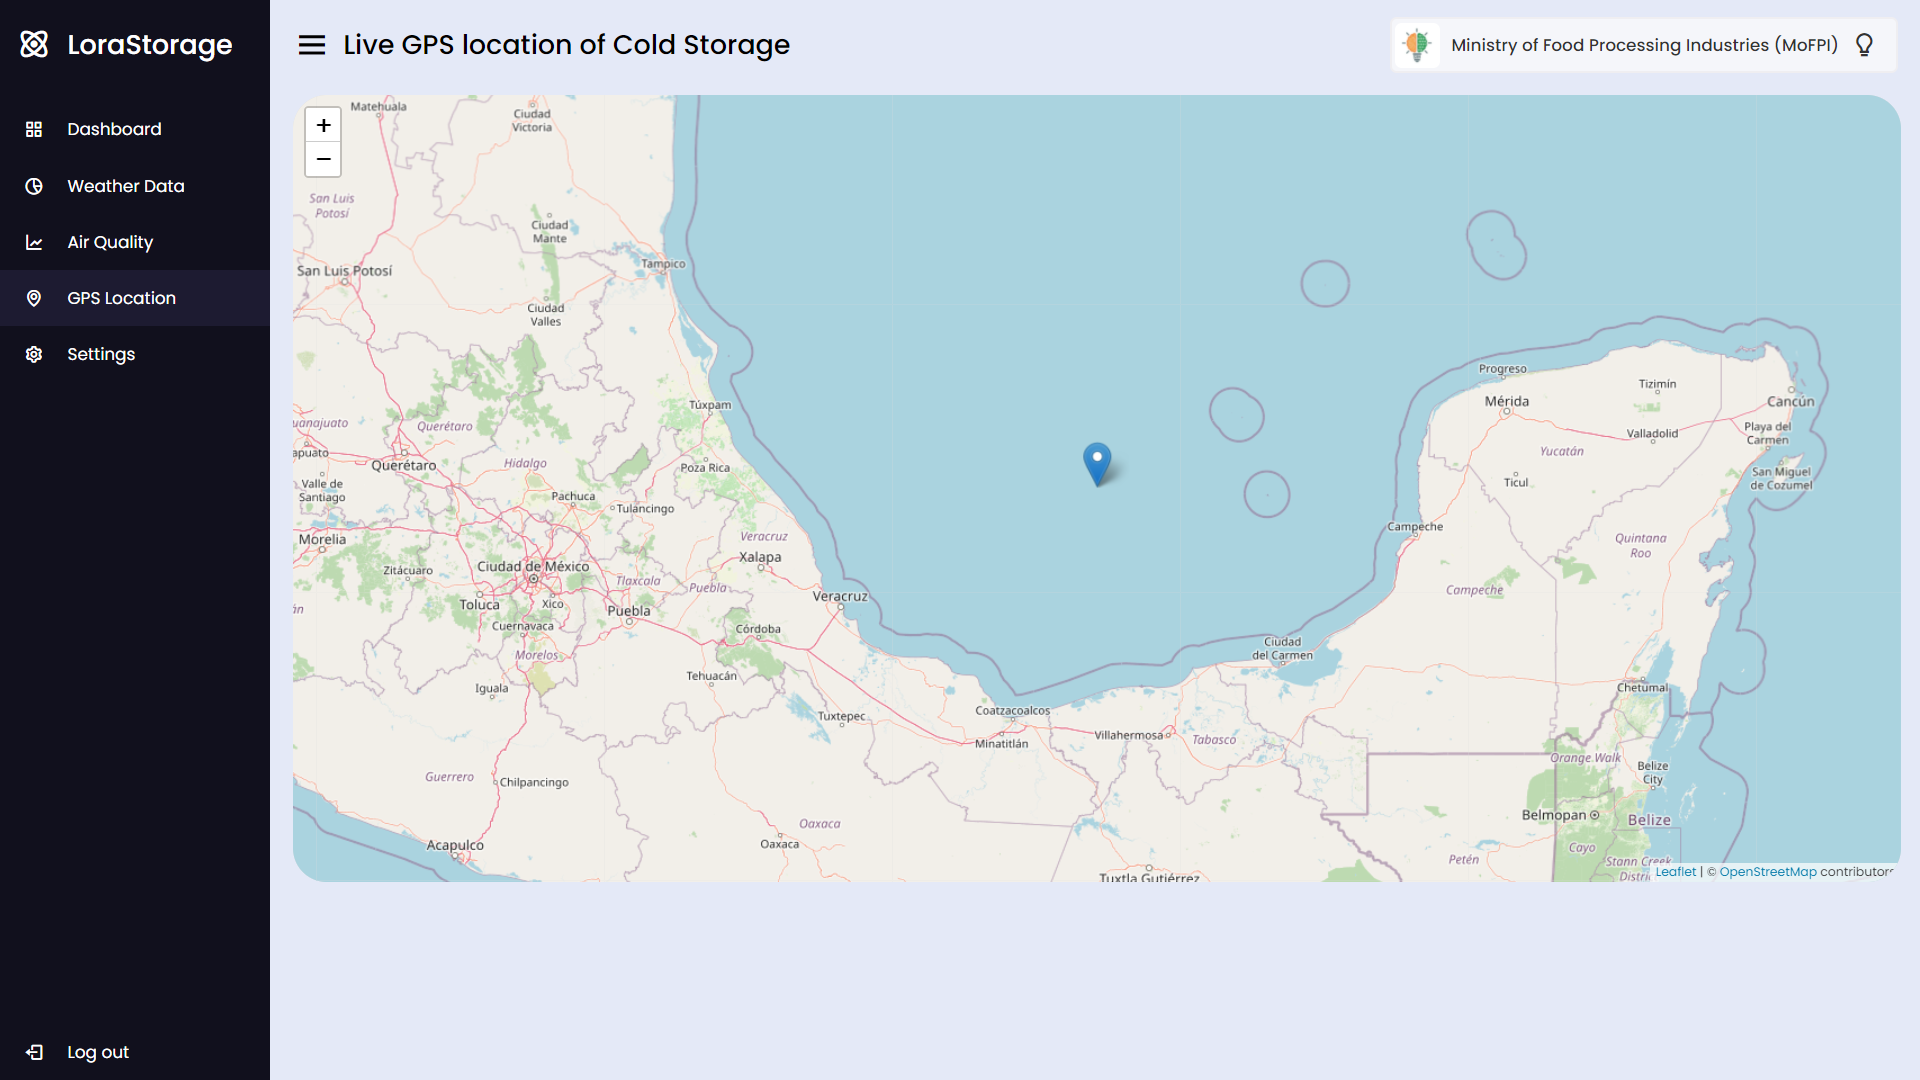 LoraStorage
Dashboard
Weather Data
Air Quality
GPS Location
Settings
Log out
Live GPS location of Cold Storage
Ministry of Food Processing Industries (MoFPI)
+
−
Matehuala
Ciudad
Victoria
San Luis
Potosí
Ciudad
Mante
San Luis Potosí
Tampico
Ciudad
Valles
Túxpam
uanajuato
Querétaro
apuato
Querétaro
Hidalgo
Poza Rica
Valle de
Santiago
Pachuca
Tulancingo
Morelia
Veracruz
Xalapa
Zitácuaro
Ciudad de México
Tlaxcala
Puebla
Toluca
Xico
Puebla
Veracruz
án
Cuernavaca
Córdoba
Morelos
Iguala
Tehuacán
Tuxtepec
Coatzacoalcos
Minatitlán
Villahermosa
Tabasco
Ciudad
del Carmen
Guerrero
Chilpancingo
Acapulco
Oaxaca
Oaxaca
Tuxtla Gutiérrez
Progreso
Mérida
Tizimín
Cancún
Valladolid
Playa del
Carmen
Yucatán
San Miguel
de Cozumel
Ticul
Campeche
Quintana
Roo
Campeche
Chetumal
Orange Walk
Belize
City
Belmopan
Belize
Cayo
Petén
Stann Creek
Distri
Leaflet | © OpenStreetMap contributors